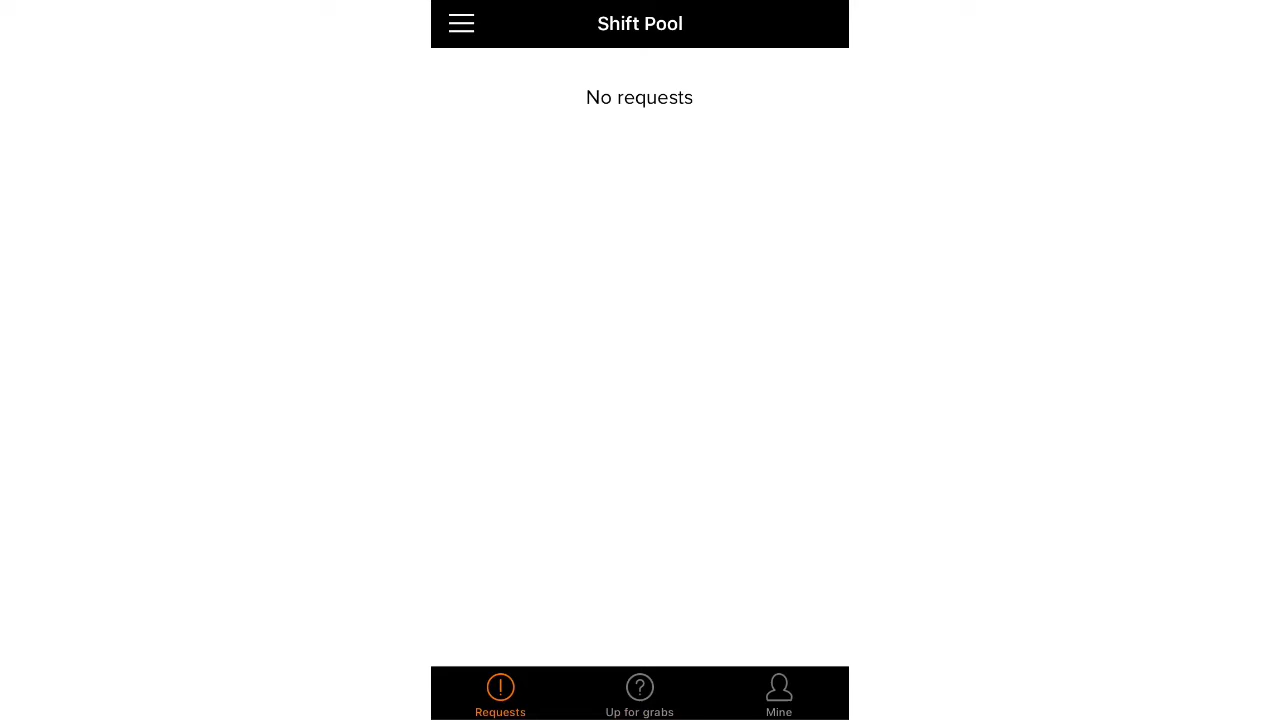 Shift Pool
No requests
Requests
Up for grabs
Mine